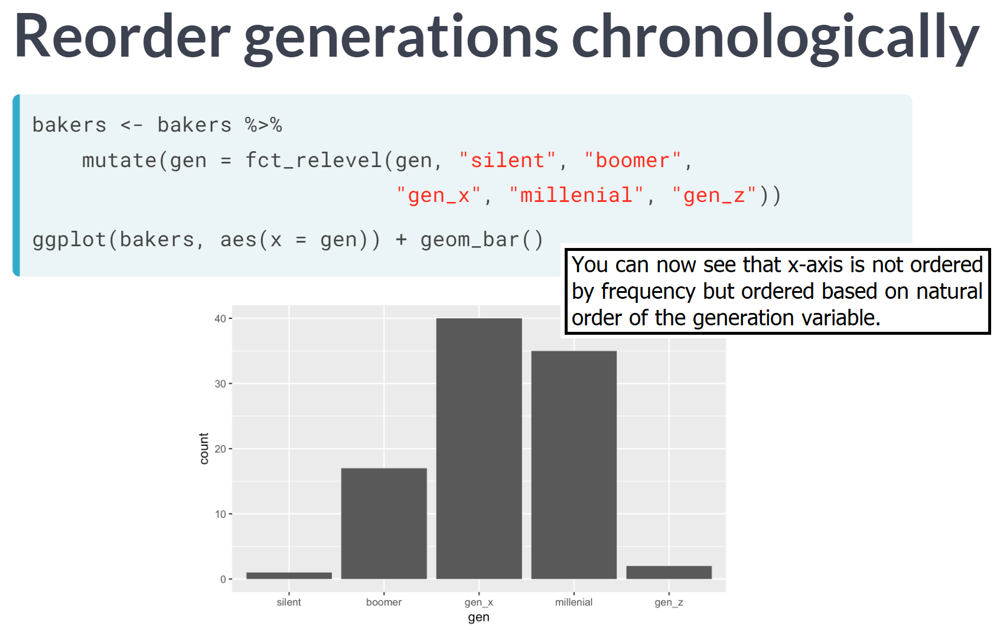 Reorder generations chronologically
bakers <- bakers %>%
    mutate(gen = fct_relevel(gen, "silent", "boomer",
                             "gen_x", "millenial", "gen_z"))
ggplot(bakers, aes(x = gen)) + geom_bar()
You can now see that x-axis is not ordered
by frequency but ordered based on natural
order of the generation variable.
40
30
20
10
0
count
silent boomer gen_x millenial gen_z
gen